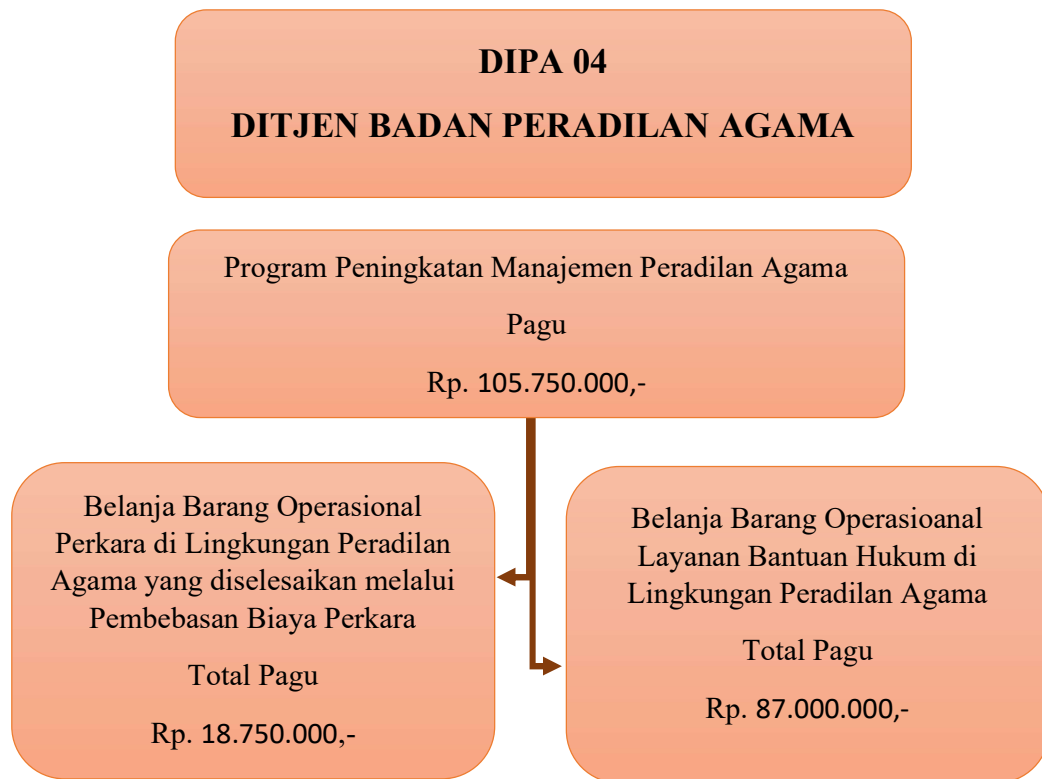 DIPA 04
DITJEN BADAN PERADILAN AGAMA
Program Peningkatan Manajemen Peradilan Agama
Pagu
Rp. 105.750.000,-
Belanja Barang Operasional
Perkara di Lingkungan Peradilan
Agama yang diselesaikan melalui
Pembebasan Biaya Perkara
Total Pagu
Rp. 18.750.000,-
Belanja Barang Operasioanal
Layanan Bantuan Hukum di
Lingkungan Peradilan Agama
Total Pagu
Rp. 87.000.000,-